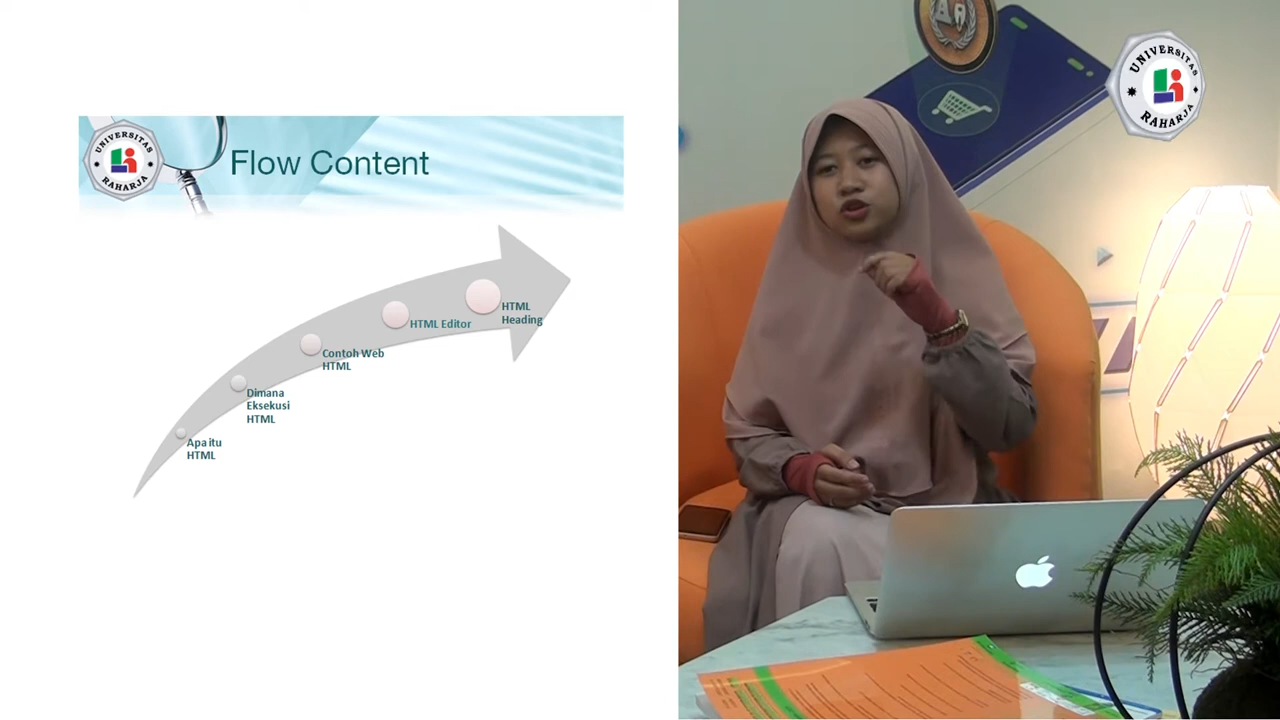 UNIVERSITAS
RAHARJA
Flow Content
HTML
Heading
HTML Editor
Contoh Web
HTML
Dimana
Eksekusi
HTML
Apa itu
HTML
UNIVERSITAS
RAHARJA